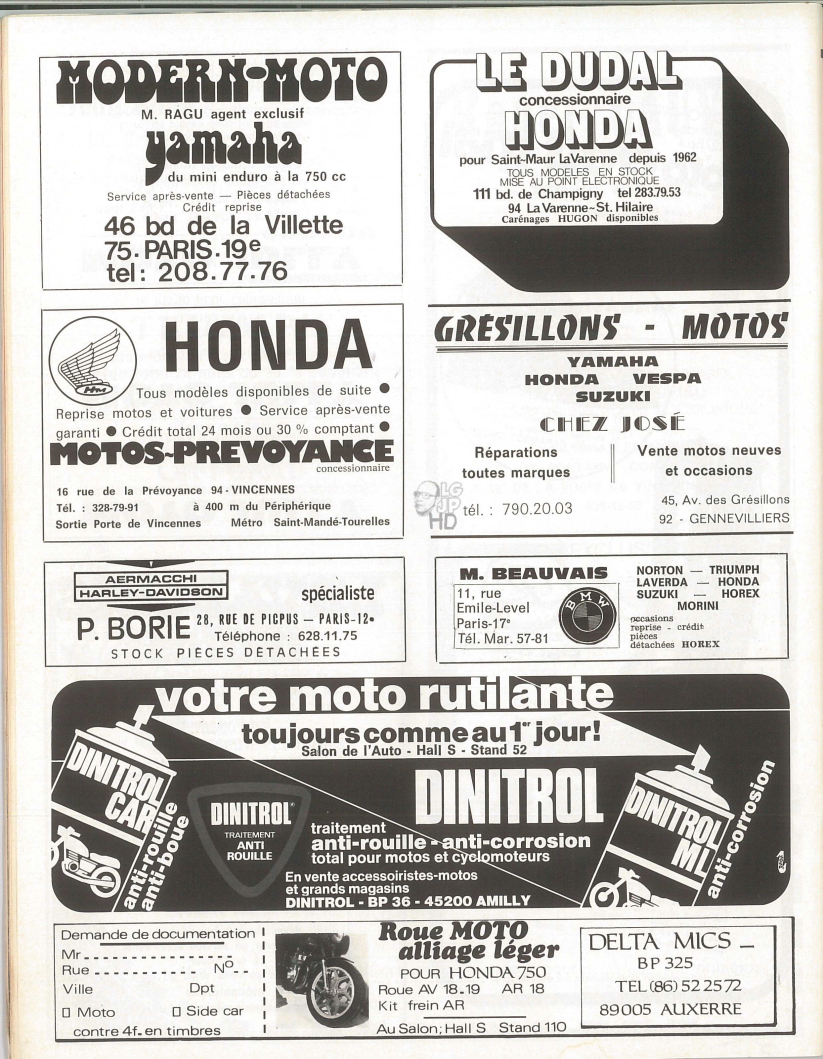 MODERN-MOTO
M. RAGU agent exclusif
yamaha
du mini enduro à la 750 cc
Service après-vente — Pièces détachées
Crédit reprise
46 bd de la Villette
75. PARIS.19e
tel: 208.77.76
LE DUDAL
concessionnaire
HONDA
pour Saint-Maur LaVarenne depuis 1962
TOUS MODELES EN STOCK
MISE AU POINT ELECTRONIQUE
111 bd. de Champigny tel 283.79.53
94 La Varenne~St. Hilaire
Carénages HUGON disponibles
HM
HONDA
Tous modèles disponibles de suite ●
Reprise motos et voitures ● Service après-vente
garanti ● Crédit total 24 mois ou 30 % comptant ●
MOTOS-PREVOYANCE
concessionnaire
16 rue de la Prévoyance 94-VINCENNES
Tél. : 328-79-91 à 400 m du Périphérique
Sortie Porte de Vincennes Métro Saint-Mandé-Tourelles
GRÉSILLONS - MOTOS
YAMAHA
HONDA VESPA
SUZUKI
CHEZ JOSÉ
Réparations
toutes marques
Vente motos neuves
et occasions
tél. : 790.20.03
45, Av. des Grésillons
92 - GENNEVILLIERS
LG
JP
HD
AERMACCHI
HARLEY-DAVIDSON
spécialiste
P. BORIE 28, RUE DE PICPUS — PARIS-12e
Téléphone : 628.11.75
STOCK PIÈCES DÉTACHÉES
M. BEAUVAIS
11, rue
Emile-Level
Paris-17e
Tél. Mar. 57-81
BMW
NORTON — TRIUMPH
LAVERDA — HONDA
SUZUKI — HOREX
MORINI
occasions
reprise - crédit
pièces
détachées HOREX
votre moto rutilante
toujours comme au 1er jour!
Salon de l'Auto - Hall S - Stand 52
DINITROL
CAR
anti-rouille
anti-boue
DINITROL®
TRAITEMENT
ANTI
ROUILLE
DINITROL
traitement
anti-rouille - anti-corrosion
total pour motos et cyclomoteurs
En vente accessoiristes-motos
et grands magasins
DINITROL - BP 36 - 45200 AMILLY
DINITROL
ML
anti-corrosion
Demande de documentation
Mr
Rue No
Ville Dpt
Moto Side car
contre 4f. en timbres
Roue MOTO
alliage léger
POUR HONDA 750
Roue AV 18.19 AR 18
Kit frein AR
Au Salon; Hall S Stand 110
DELTA MICS _
BP 325
TEL (86) 52 25 72
89005 AUXERRE